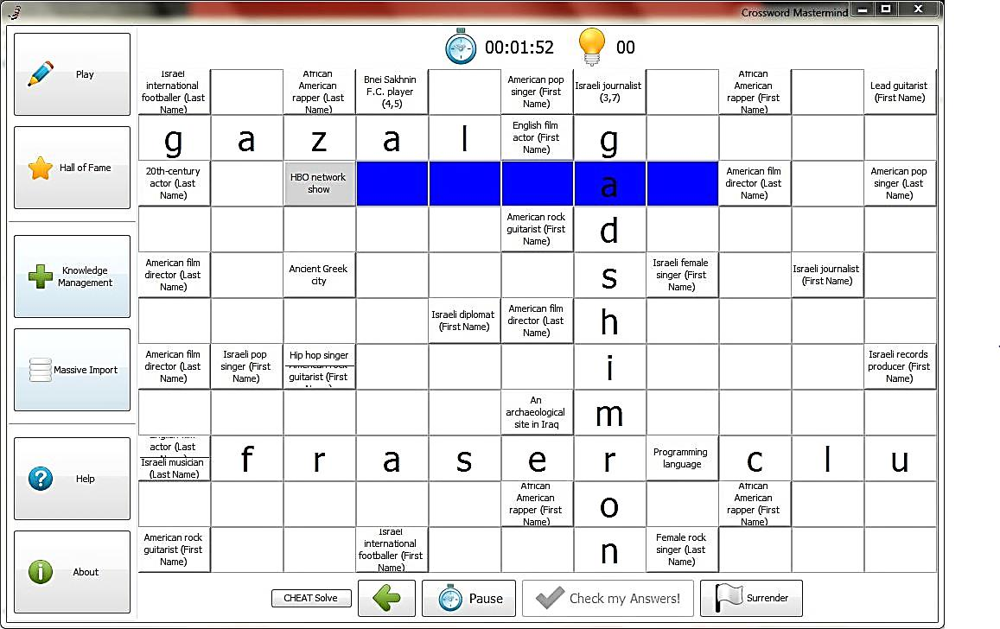 Crossword Mastermind
00:01:52
00
Play
Hall of Fame
Knowledge
Management
Massive Import
Help
About
Israel
international
footballer (Last
Name)
African
American
rapper (Last
Name)
Bnei Sakhnin
F.C. player
(4,5)
American pop
singer (First
Name)
Israeli journalist
(3,7)
African
American
rapper (First
Name)
Lead guitarist
(First Name)
g a z a l
English film
actor (First
Name)
g
20th-century
actor (Last
Name)
HBO network
show
a
American film
director (Last
Name)
American pop
singer (Last
Name)
American rock
guitarist (First
Name)
d
American film
director (Last
Name)
Ancient Greek
city
s
Israeli female
singer (First
Name)
Israeli journalist
(First Name)
Israeli diplomat
(First Name)
American film
director (Last
Name)
h
American film
director (Last
Name)
Israeli pop
singer (First
Name)
Hip hop singer
American rock
guitarist (First
i
Israeli records
producer (First
Name)
An
archaeological
site in Iraq
m
English film
actor (Last
Israeli musician
(Last Name)
f r a s e r
Programming
language
c l u
African
American
rapper (First
Name)
o
African
American
rapper (First
Name)
American rock
guitarist (First
Name)
Israel
international
footballer (First
Name)
n
Female rock
singer (Last
Name)
CHEAT Solve
Pause
Check my Answers!
Surrender